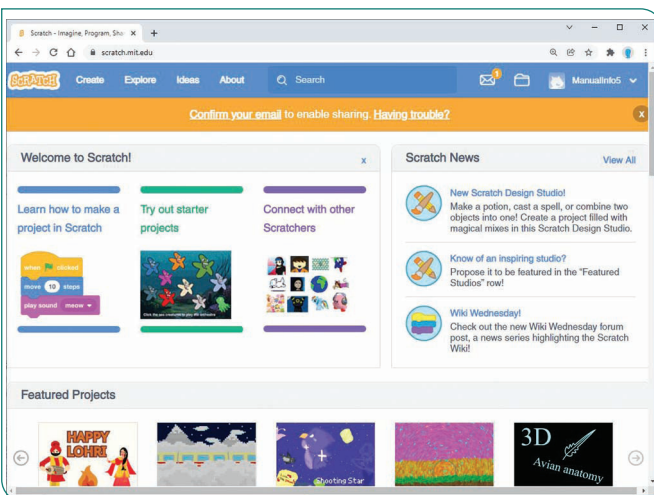 Scratch - Imagine, Program, Sha
scratch.mit.edu
SCRATCH Create Explore Ideas About Search 1 Manualinfo5
Confirm your email to enable sharing. Having trouble? x
Welcome to Scratch! x
Learn how to make a
project in Scratch
when clicked
move 10 steps
play sound meow
Try out starter
projects
Connect with other
Scratchers
Scratch News View All
New Scratch Design Studio!
Make a potion, cast a spell, or combine two
objects into one! Create a project filled with
magical mixes in this Scratch Design Studio.
Know of an inspiring studio?
Propose it to be featured in the "Featured
Studios" row!
Wiki Wednesday!
Check out the new Wiki Wednesday forum
post, a news series highlighting the Scratch
Wiki!
Featured Projects
HAPPY
LOHRI
Shooting Star
3D
Avian anatomy